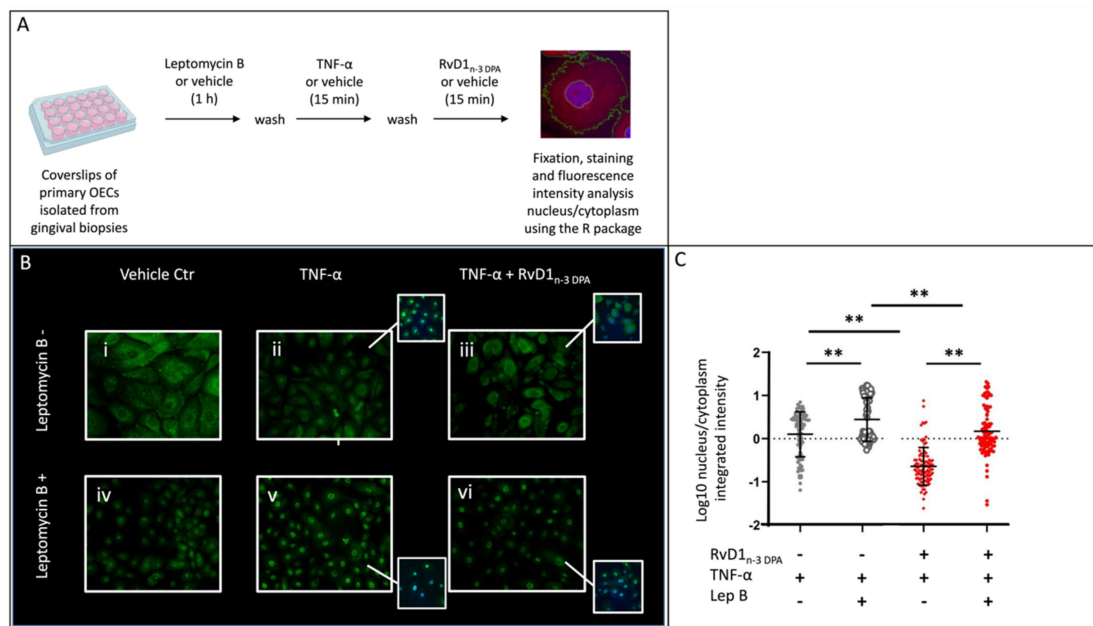 A
Leptomycin B
or vehicle
(1 h)
wash
TNF-α
or vehicle
(15 min)
wash
RvD1n-3 DPA
or vehicle
(15 min)
Coverslips of
primary OECs
isolated from
gingival biopsies
Fixation, staining
and fluorescence
intensity analysis
nucleus/cytoplasm
using the R package
B
Vehicle Ctr
TNF-α
TNF-α + RvD1n-3 DPA
Leptomycin B -
i
ii
iii
Leptomycin B +
iv
v
vi
C
**
**
** **
Log10 nucleus/cytoplasm
integrated intensity
2
1
0
-1
-2
RvD1n-3 DPA - - + +
TNF-α + + + +
Lep B - + - +